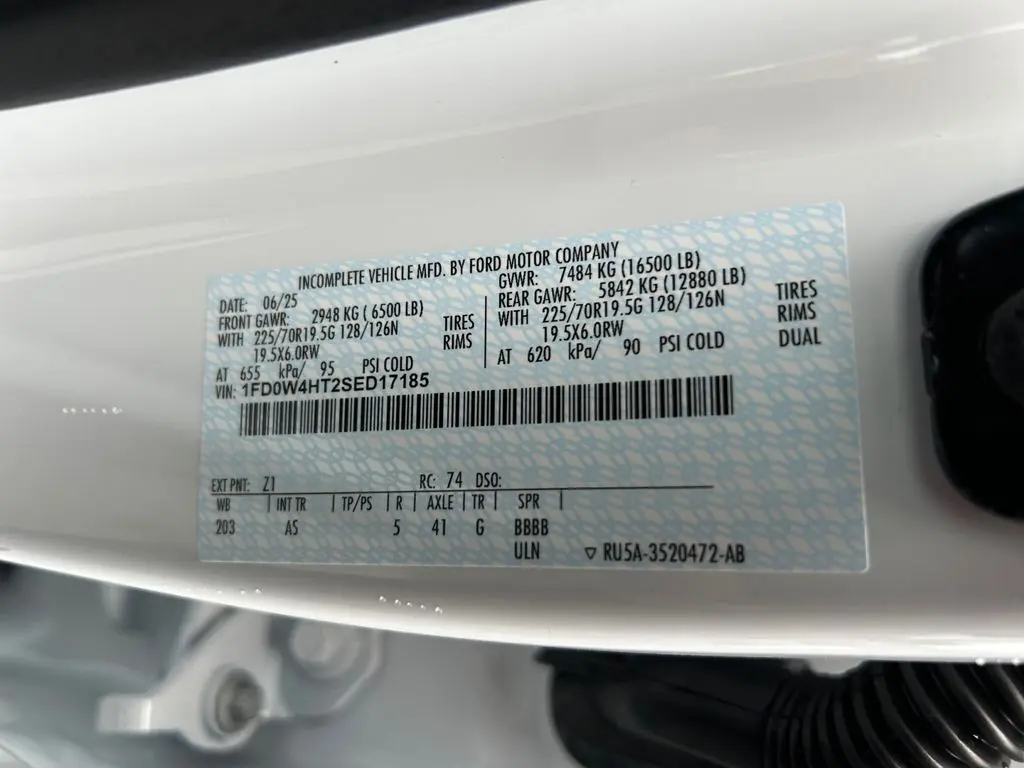 INCOMPLETE VEHICLE MFD. BY FORD MOTOR COMPANY
DATE: 06/25 GVWR: 7484 KG (16500 LB)
FRONT GAWR: 2948 KG ( 6500 LB) REAR GAWR: 5842 KG (12880 LB)
WITH 225/70R19.5G 128/126N TIRES WITH 225/70R19.5G 128/126N TIRES
19.5X6.0RW RIMS 19.5X6.0RW RIMS
AT 655 kPa/ 95 PSI COLD AT 620 kPa/ 90 PSI COLD DUAL
VIN: 1FD0W4HT2SED17185
EXT PNT: Z1 RC: 74 DSO:
WB INT TR TP/PS R AXLE TR SPR
203 AS 5 41 G BBBB
ULN ▽ RU5A-3520472-AB